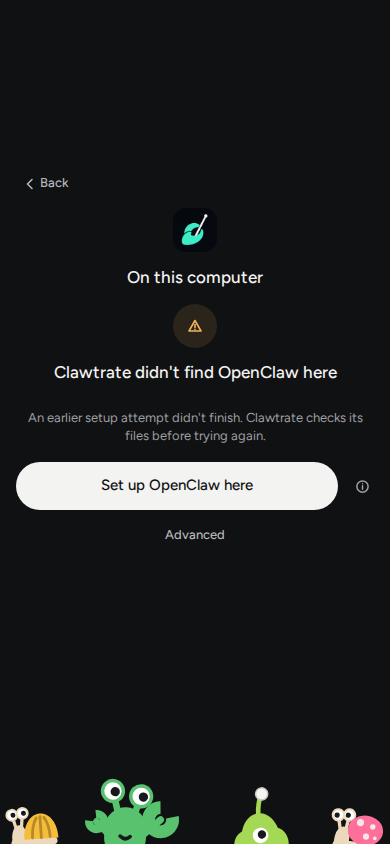 Back
On this computer
Clawtrate didn't find OpenClaw here
An earlier setup attempt didn't finish. Clawtrate checks its
files before trying again.
Set up OpenClaw here
Advanced